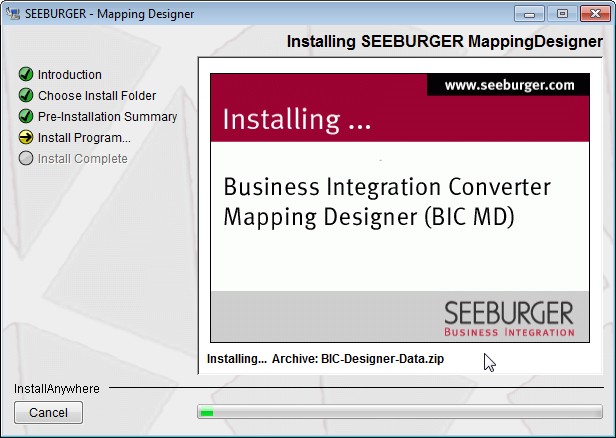 SEEBURGER - Mapping Designer
Installing SEEBURGER MappingDesigner
Introduction
Choose Install Folder
Pre-Installation Summary
Install Program...
Install Complete
www.seeburger.com
Installing ...
Business Integration Converter
Mapping Designer (BIC MD)
SEEBURGER
BUSINESS INTEGRATION
Installing... Archive: BIC-Designer-Data.zip
InstallAnywhere
Cancel